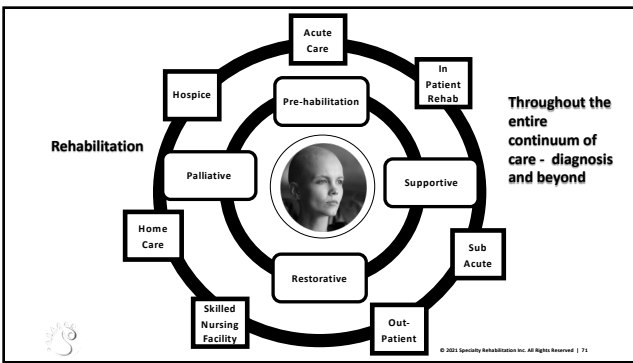 Acute
Care
In
Patient
Rehab
Hospice
Pre-habilitation
Throughout the
entire
continuum of
care - diagnosis
and beyond
Rehabilitation
Palliative
Supportive
Home
Care
Sub
Acute
Restorative
Skilled
Nursing
Facility
Out-
Patient
© 2021 Specialty Rehabilitation Inc. All Rights Reserved | 71